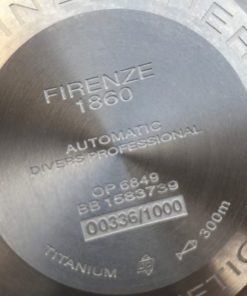 FIRENZE
1860
AUTOMATIC
DIVERS PROFESSIONAL
OP 6849
BB 1583739
00336/1000
TITANIUM
300m